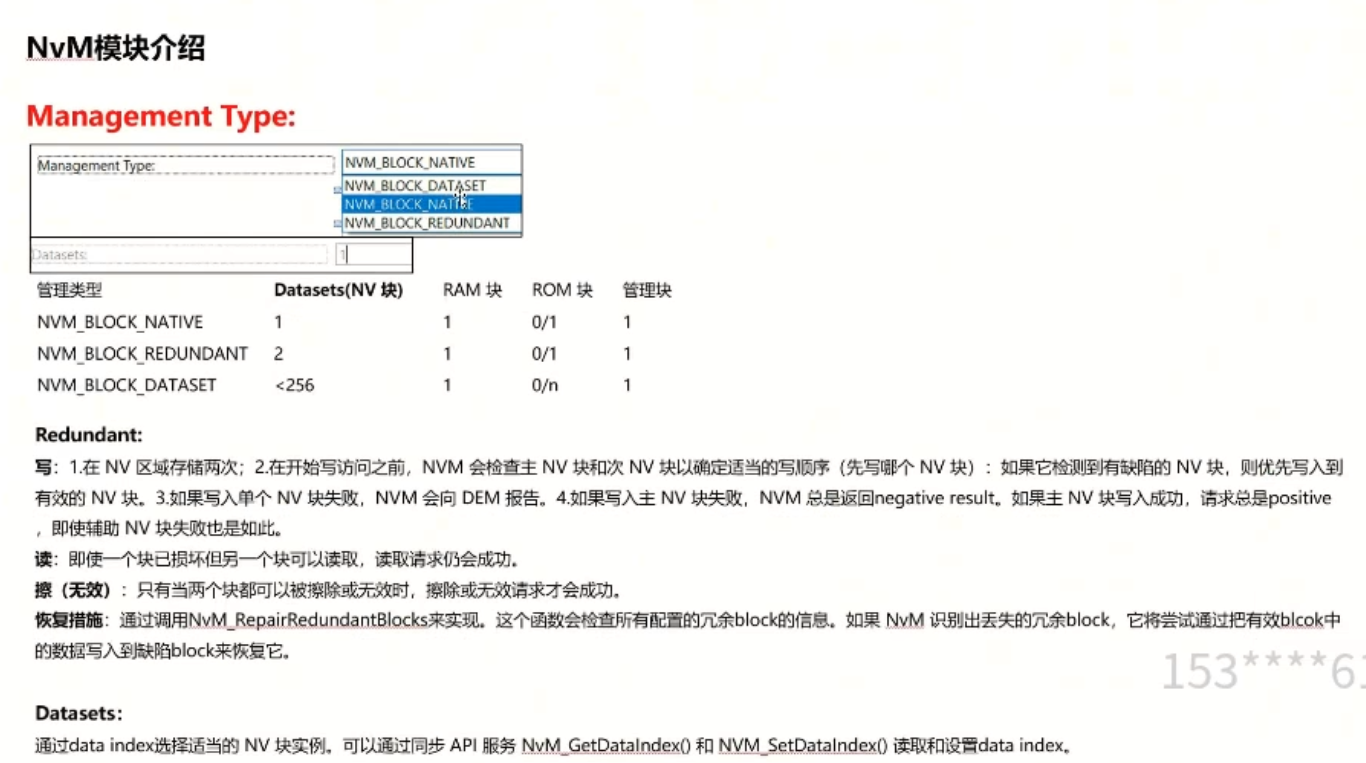 NvM模块介绍
Management Type:
Management Type: NVM_BLOCK_NATIVE
NVM_BLOCK_DATASET
NVM_BLOCK_NATIVE
NVM_BLOCK_REDUNDANT
Datasets: 1
管理类型 Datasets(NV 块) RAM 块 ROM 块 管理块
NVM_BLOCK_NATIVE 1 1 0/1 1
NVM_BLOCK_REDUNDANT 2 1 0/1 1
NVM_BLOCK_DATASET <256 1 0/n 1
Redundant:
写：1.在 NV 区域存储两次；2.在开始写访问之前，NVM 会检查主 NV 块和次 NV 块以确定适当的写顺序（先写哪个 NV 块）：如果它检测到有缺陷的 NV 块，则优先写入到
有效的 NV 块。3.如果写入单个 NV 块失败，NVM 会向 DEM 报告。4.如果写入主 NV 块失败，NVM 总是返回negative result。如果主 NV 块写入成功，请求总是positive
，即使辅助 NV 块失败也是如此。
读：即使一个块已损坏但另一个块可以读取，读取请求仍会成功。
擦（无效）：只有当两个块都可以被擦除或无效时，擦除或无效请求才会成功。
恢复措施：通过调用NvM_RepairRedundantBlocks来实现。这个函数会检查所有配置的冗余block的信息。如果 NvM 识别出丢失的冗余block，它将尝试通过把有效blcok中
的数据写入到缺陷block来恢复它。
153****61
Datasets：
通过data index选择适当的 NV 块实例。可以通过同步 API 服务 NvM_GetDataIndex() 和 NVM_SetDataIndex() 读取和设置data index。